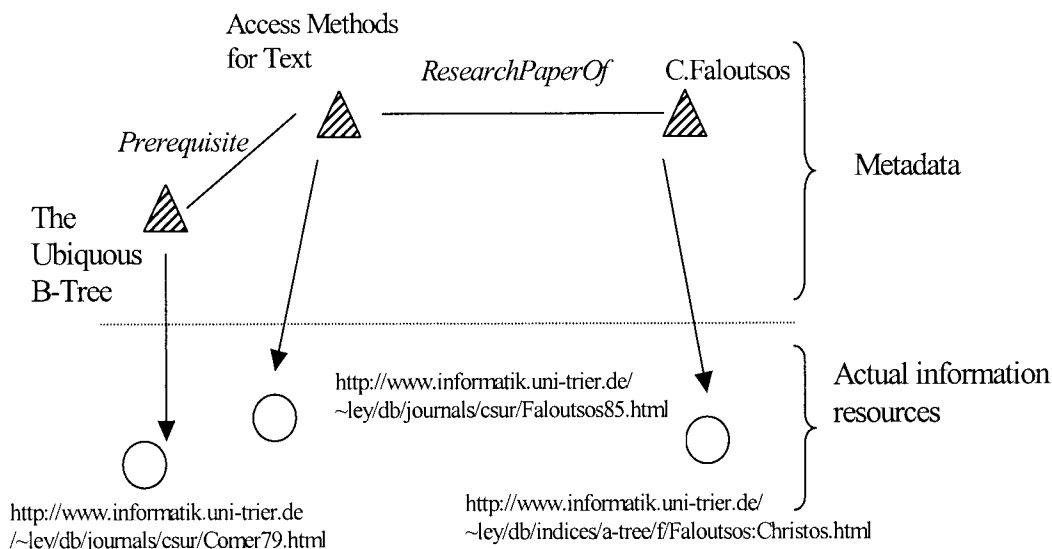 Access Methods
for Text
ResearchPaperOf
C.Faloutsos
Prerequisite
Metadata
The
Ubiquous
B-Tree
http://www.informatik.uni-trier.de/
~ley/db/journals/csur/Faloutsos85.html
Actual information
resources
http://www.informatik.uni-trier.de
/~ley/db/journals/csur/Comer79.html
http://www.informatik.uni-trier.de/
~ley/db/indices/a-tree/f/Faloutsos:Christos.html